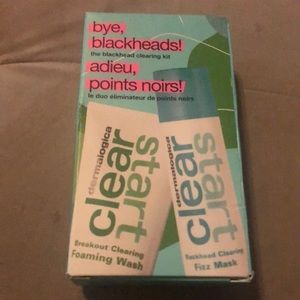 bye,
blackheads!
the blackhead clearing kit
adieu,
points noirs!
le duo éliminateur de points noirs
dermalogica
clear
start
Breakout Clearing
Foaming Wash
dermalogica
clear
start
Blackhead Clearing
Fizz Mask